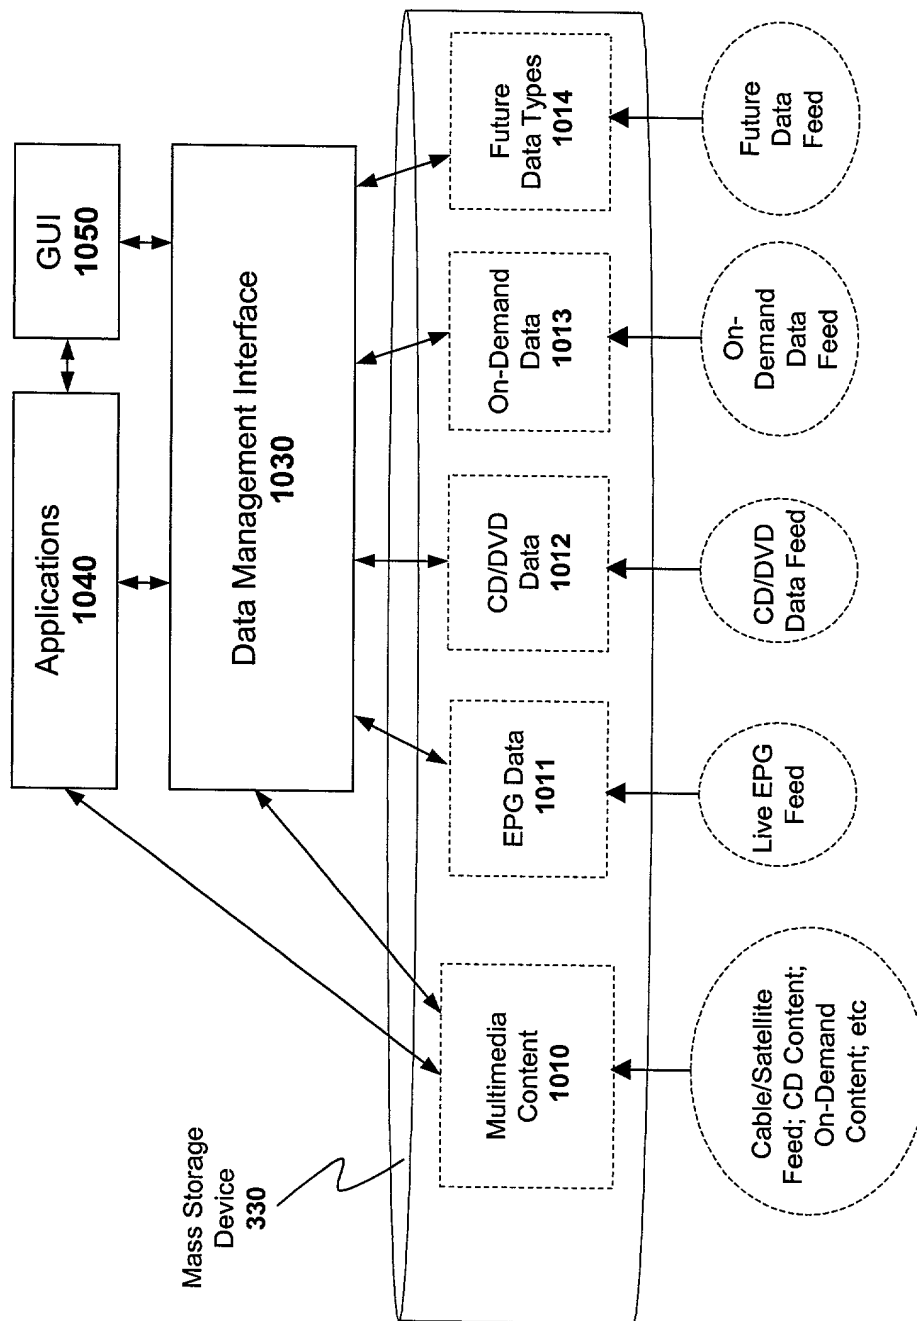 Applications
1040
GUI
1050
Data Management Interface
1030
Mass Storage
Device
330
Multimedia
Content
1010
EPG Data
1011
CD/DVD
Data
1012
On-Demand
Data
1013
Future
Data Types
1014
Cable/Satellite
Feed; CD Content;
On-Demand
Content; etc
Live EPG
Feed
CD/DVD
Data Feed
On-
Demand
Data
Feed
Future
Data
Feed